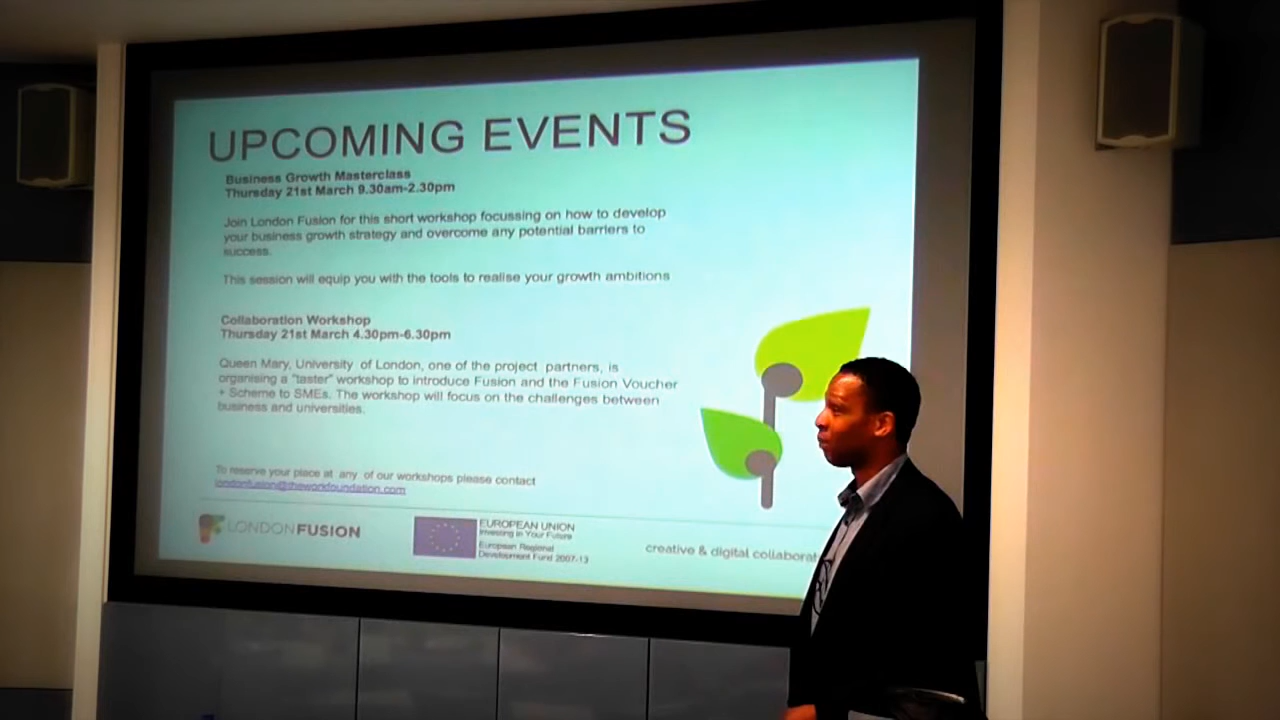 UPCOMING EVENTS
Business Growth Masterclass
Thursday 21st March 9.30am-2.30pm
Join London Fusion for this short workshop focussing on how to develop
your business growth strategy and overcome any potential barriers to
success.
This session will equip you with the tools to realise your growth ambitions
Collaboration Workshop
Thursday 21st March 4.30pm-6.30pm
Queen Mary, University of London, one of the project partners, is
organising a "taster" workshop to introduce Fusion and the Fusion Voucher
+ Scheme to SMEs. The workshop will focus on the challenges between
business and universities.
To reserve your place at any of our workshops please contact
londonfusion@theworkfoundation.com
LONDONFUSION
EUROPEAN UNION
Investing in Your Future
European Regional
Development Fund 2007-13
creative & digital collaborat